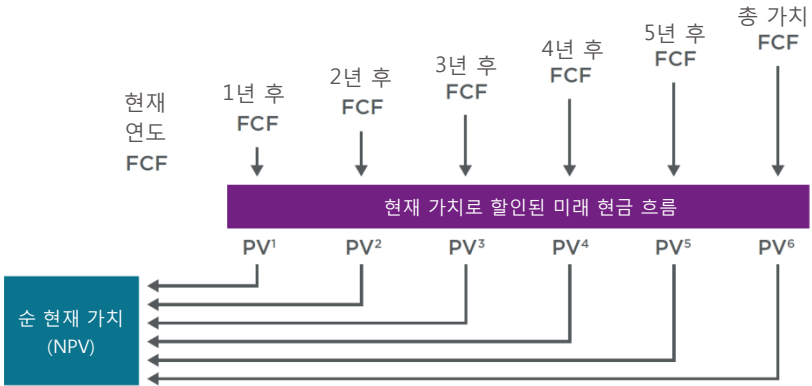 총 가치
FCF
5년 후
FCF
4년 후
FCF
3년 후
FCF
2년 후
FCF
1년 후
FCF
현재
연도
FCF
현재 가치로 할인된 미래 현금 흐름
PV¹ PV² PV³ PV⁴ PV⁵ PV⁶
순 현재 가치
(NPV)